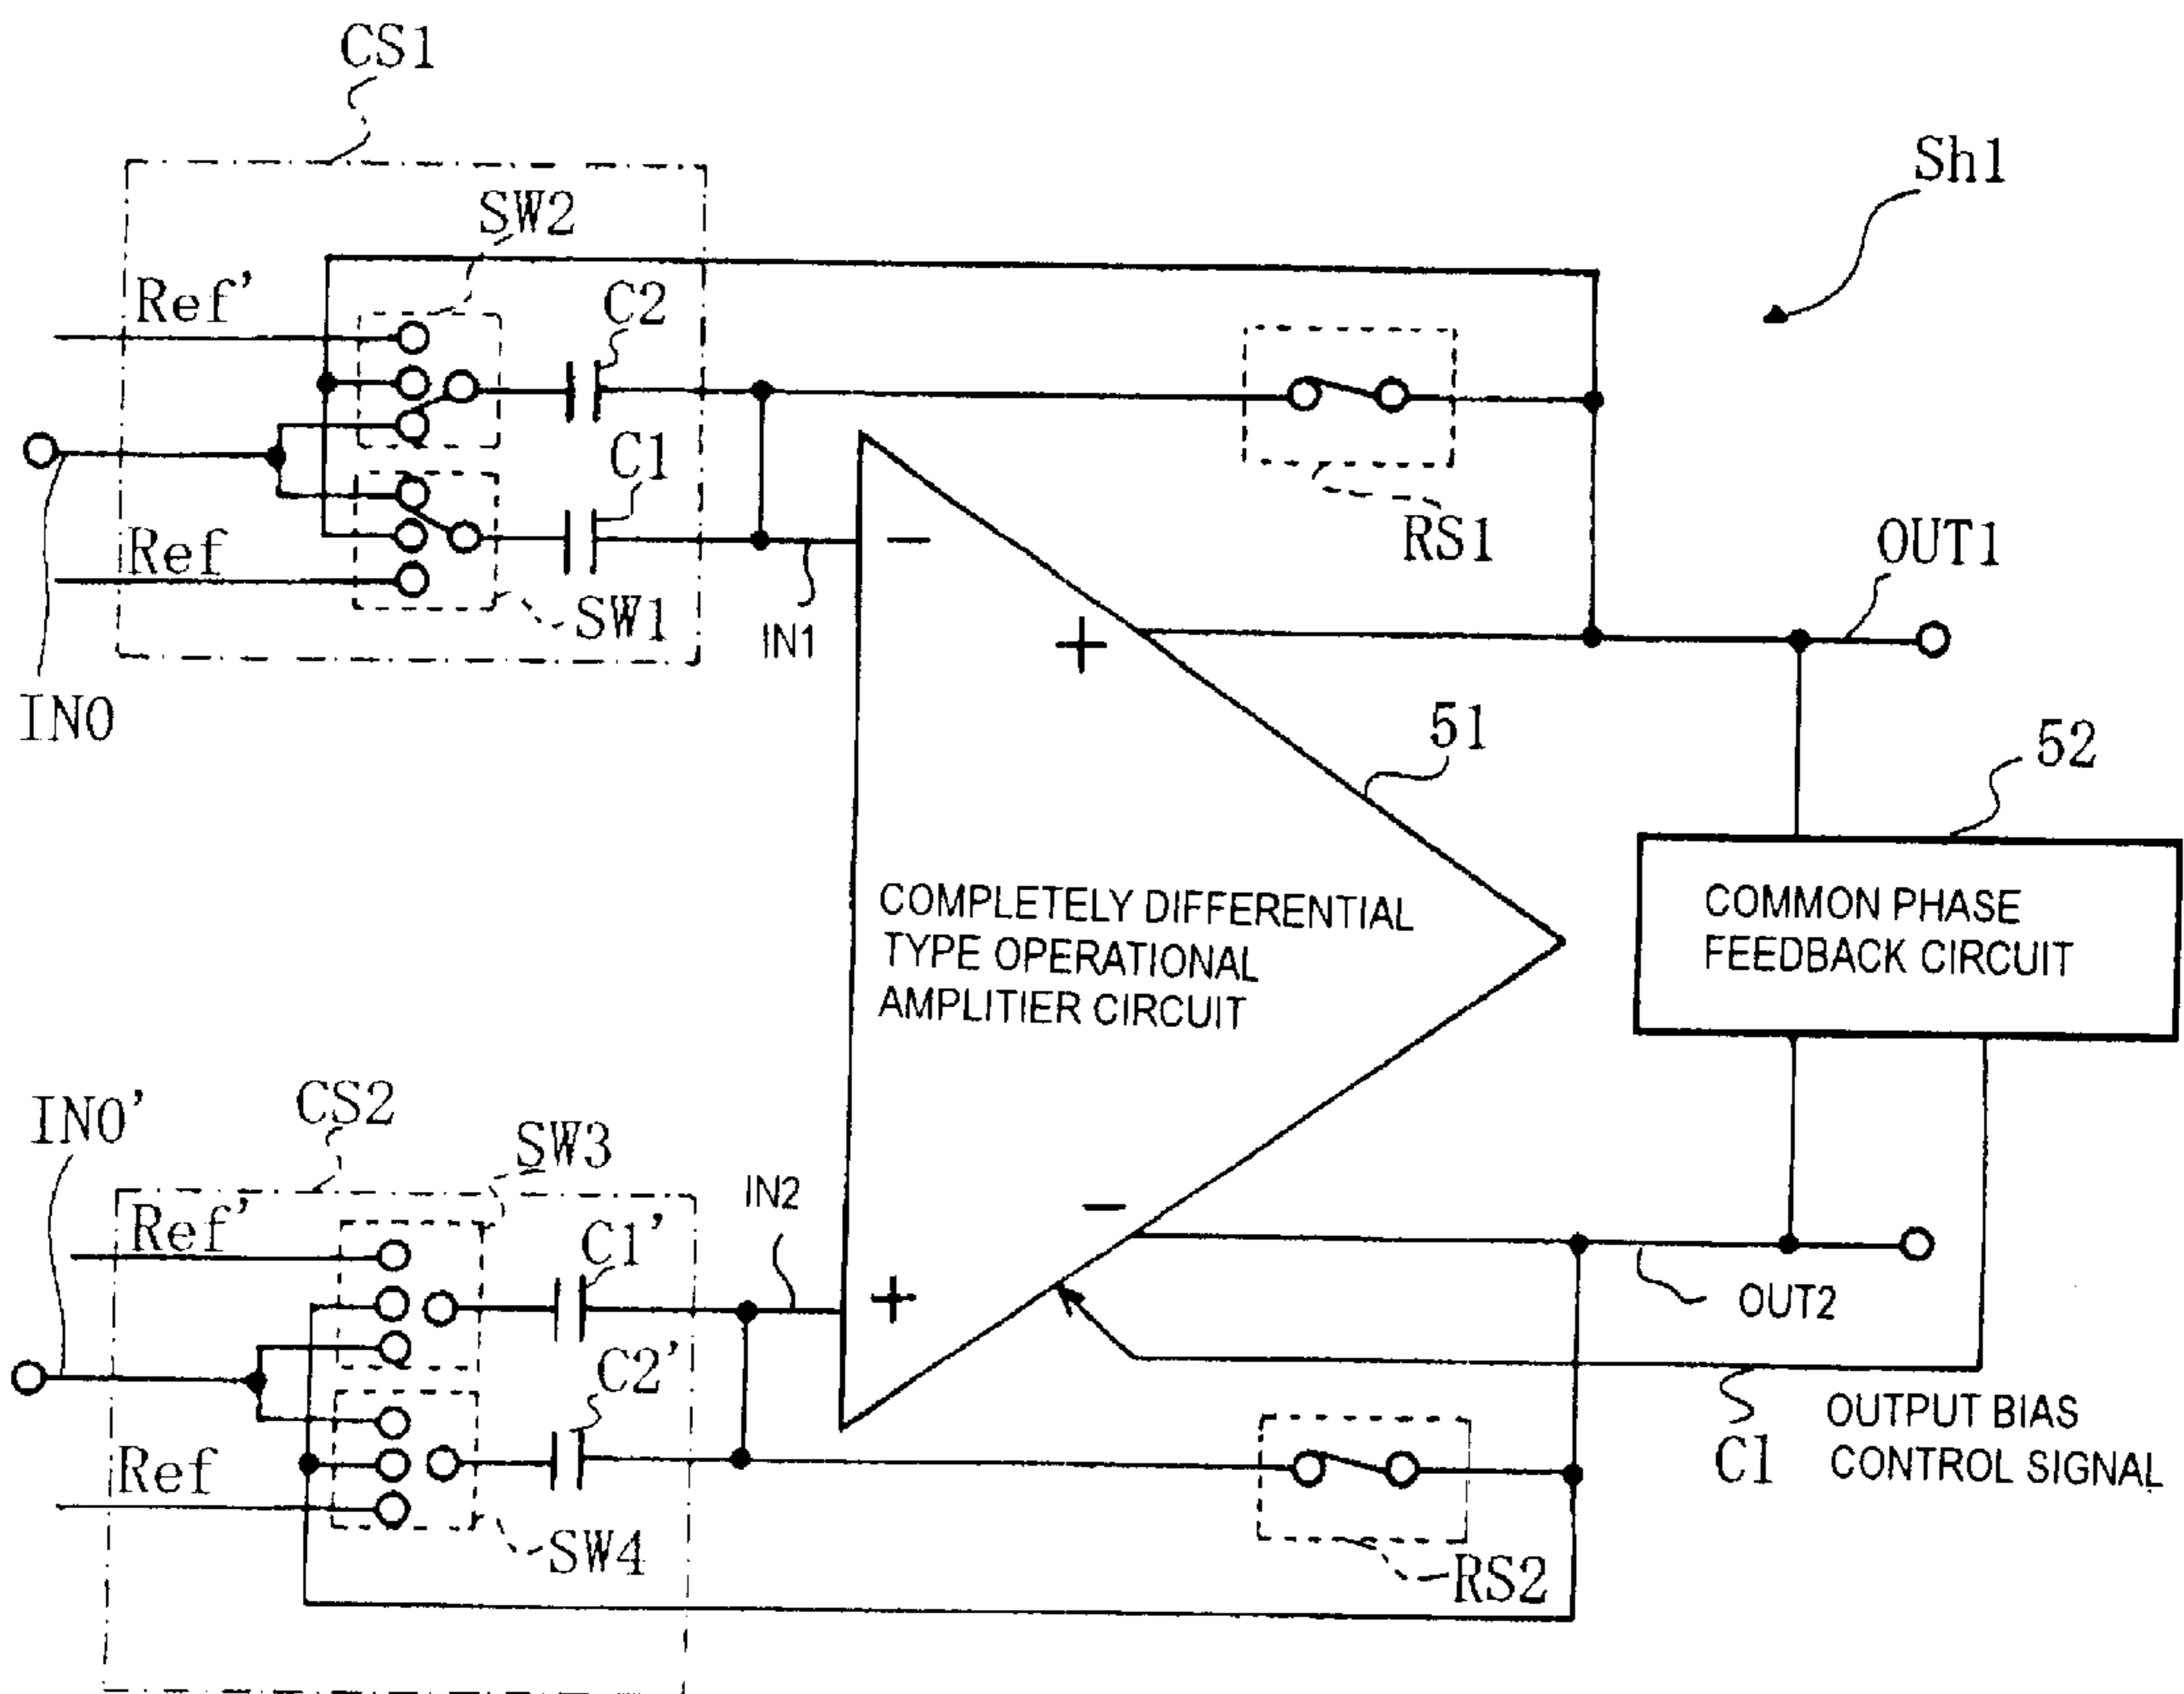 CS1
Sh1
SW2
Ref'
C2
C1
Ref
SW1
IN1
IN0
−
+
RS1
OUT1
51
52
COMPLETELY DIFFERENTIAL
TYPE OPERATIONAL
AMPLITIER CIRCUIT
COMMON PHASE
FEEDBACK CIRCUIT
IN0'
CS2
SW3
Ref'
C1'
IN2
C2'
−
+
OUT2
Ref
SW4
RS2
C1
OUTPUT BIAS
CONTROL SIGNAL